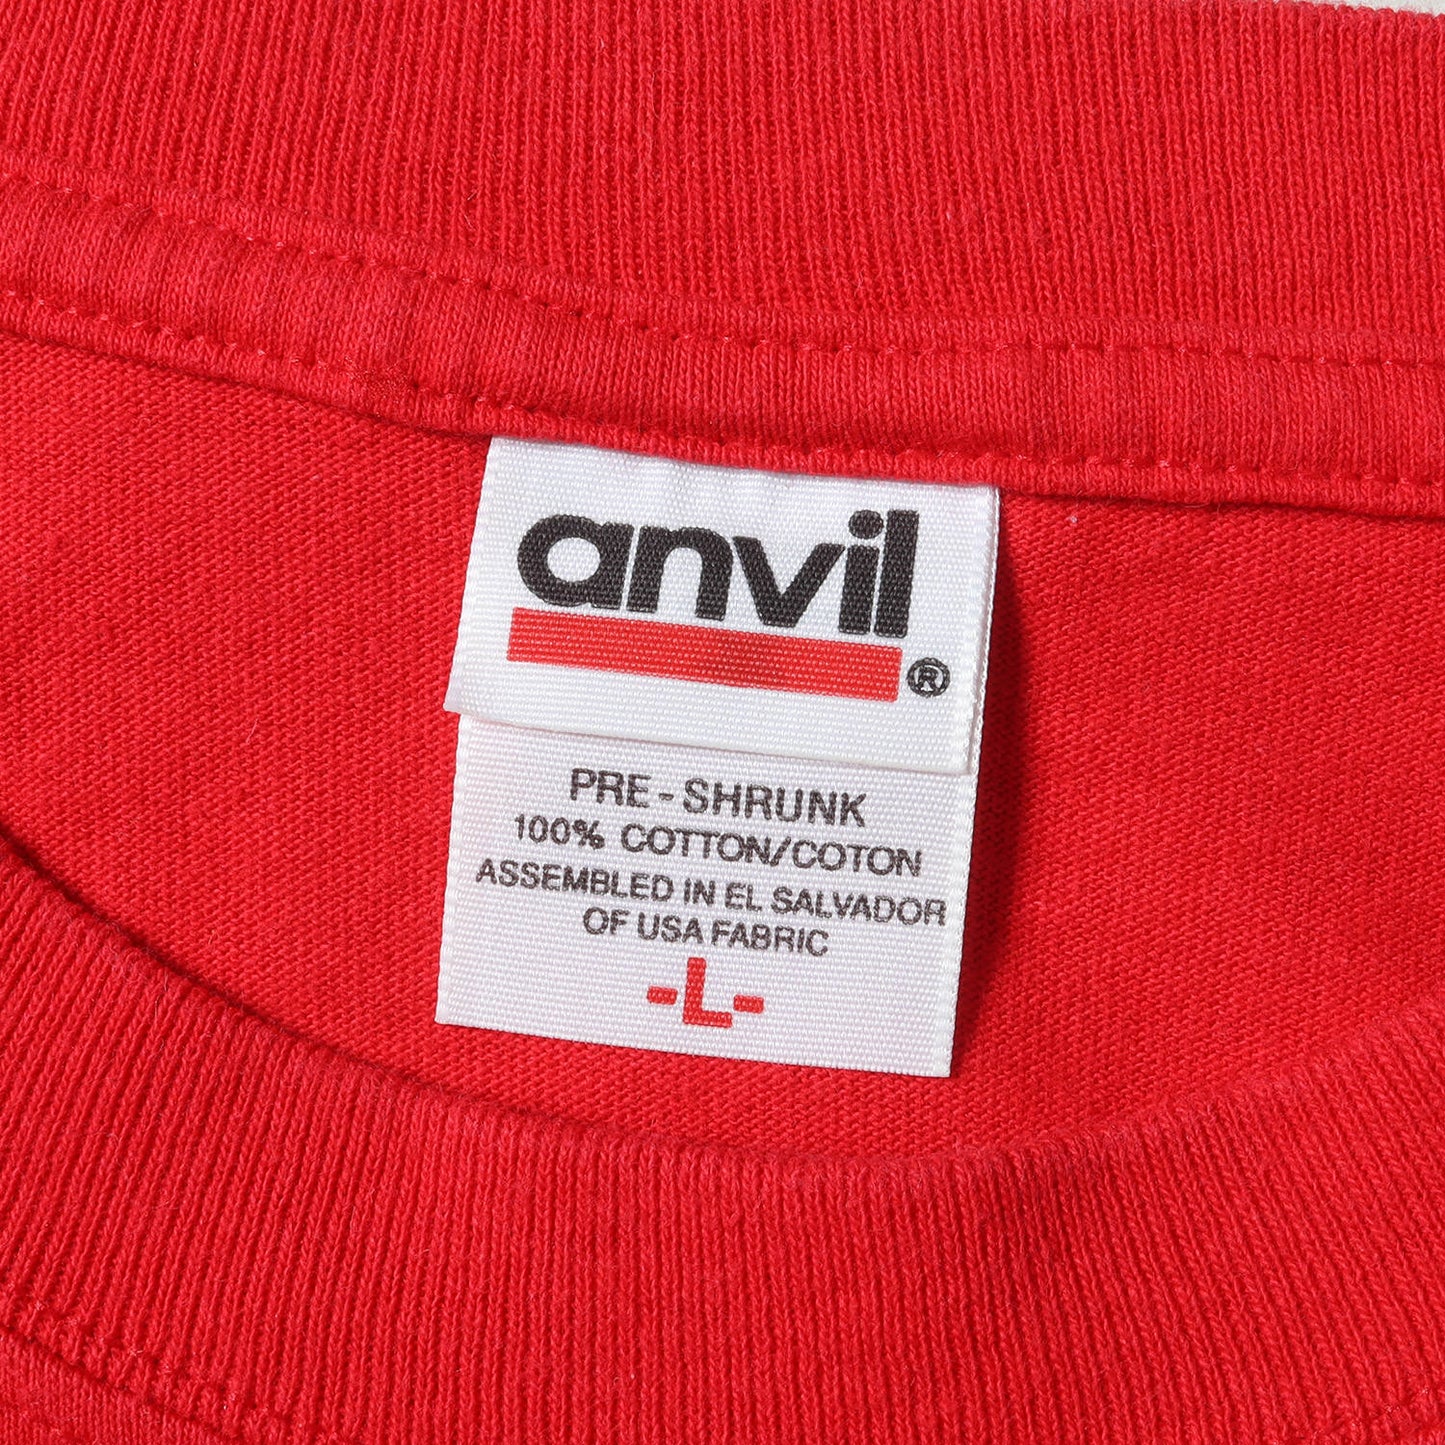 anvil
®
PRE-SHRUNK
100% COTTON/COTON
ASSEMBLED IN EL SALVADOR
OF USA FABRIC
-L-